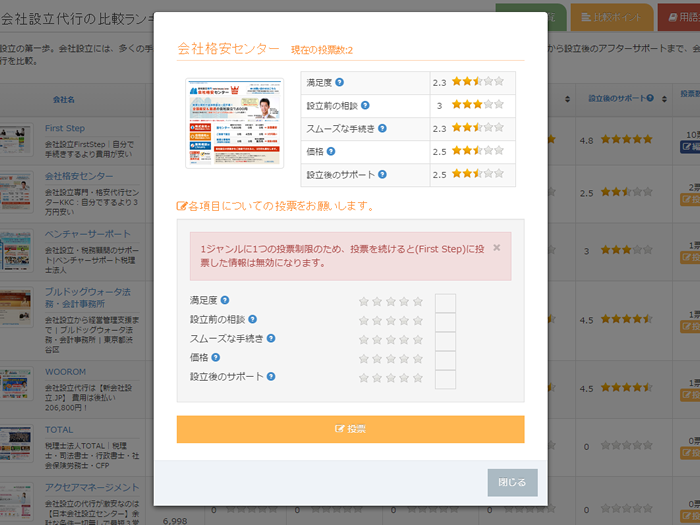 会社設立代行の比較ランキ
覧
比較ポイント
用語
設立の第一歩。会社設立には、多くの手
から設立後のアフターサポートまで、会
行を比較。
会社名
設立後のサポート
投票数
First Step
会社設立FirstStep｜自分で
手続きするより費用が安い
4.8
10票
会社格安センター
会社設立専門・格安代行セン
ターKKC：自分でするより3
万円安い
2.5
2票
ベンチャーサポート
会社設立・税務顧問のサポー
ト|ベンチャーサポート税理
士法人
3
1票
ブルドッグウォータ法
務・会計事務所
会社設立から経営管理支援ま
で | ブルドッグウォータ法
務・会計事務所 | 東京都渋
谷区
4.5
1票
WOOROM
会社設立代行は【新会社設
立.JP】 費用は後払い
206,800円！
4.5
1票
TOTAL
税理士法人TOTAL｜税理
士・司法書士・行政書士・社
会保険労務士・CFP
0
0票
アクセアマネージメント
会社設立の代行が激安なのは
【日本会社設立センター】
6,998
0
0票
会社格安センター 現在の投票数:2
満足度 2.3
設立前の相談 3
スムーズな手続き 2.3
価格 2.5
設立後のサポート 2.5
各項目についての投票をお願いします。
1ジャンルに1つの投票制限のため、投票を続けると(First Step)に投
票した情報は無効になります。
×
満足度
設立前の相談
スムーズな手続き
価格
設立後のサポート
投票
閉じる